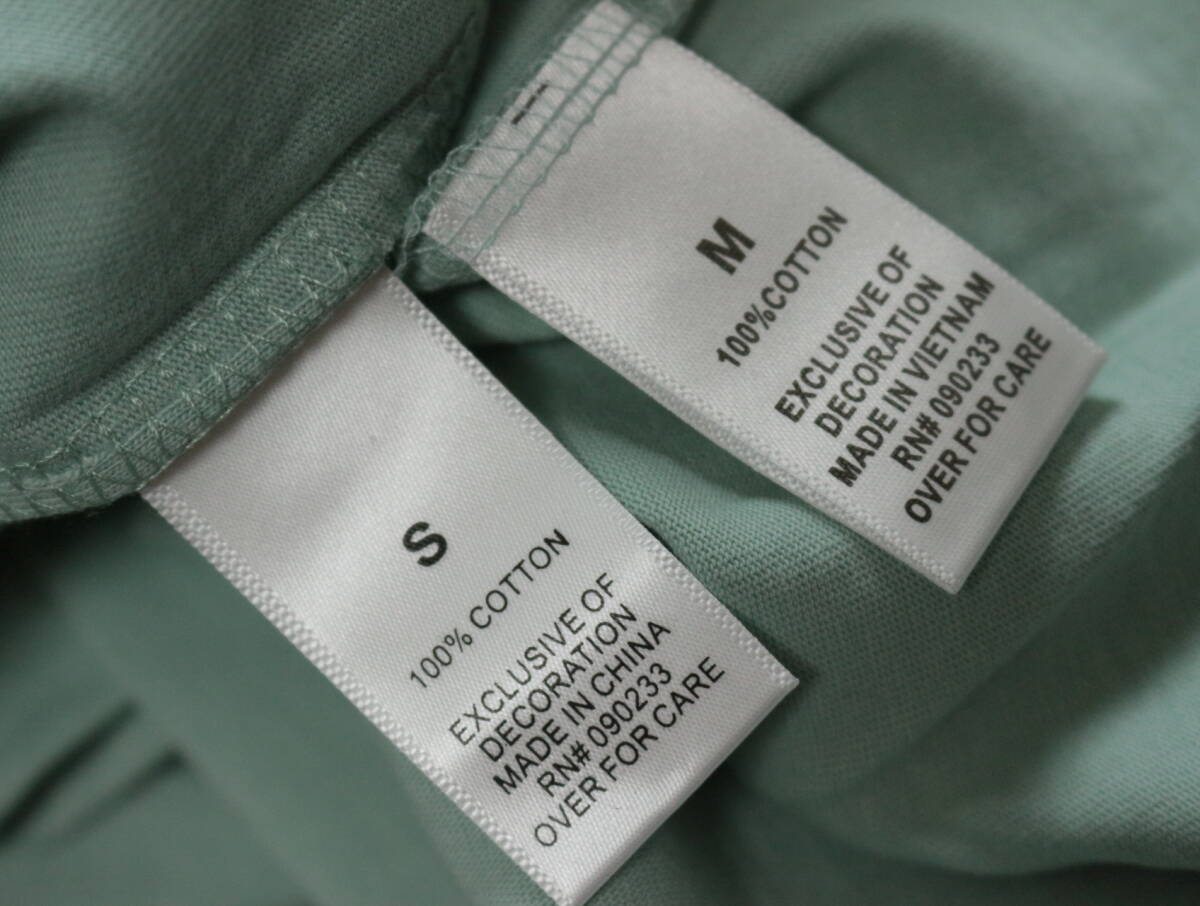 M
100%COTTON
EXCLUSIVE OF
DECORATION
MADE IN VIETNAM
RN# 090233
OVER FOR CARE
S
100% COTTON
EXCLUSIVE OF
DECORATION
MADE IN CHINA
RN# 090233
OVER FOR CARE